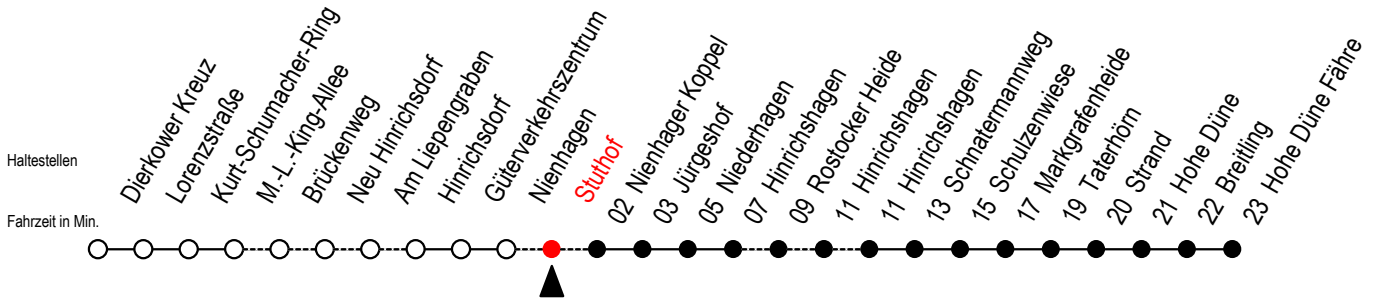 Haltestellen
Fahrzeit in Min.
Dierkower Kreuz
Lorenzstraße
Kurt-Schumacher-Ring
M.-L.-King-Allee
Brückenweg
Neu Hinrichsdorf
Am Liepengraben
Hinrichsdorf
Güterverkehrszentrum
Nienhagen
Stuthof
02 Nienhager Koppel
03 Jürgeshof
05 Niederhagen
07 Hinrichshagen
09 Rostocker Heide
11 Hinrichshagen
11 Hinrichshagen
13 Schnatermannweg
15 Schulzenwiese
17 Markgrafenheide
19 Taterhörn
20 Strand
21 Hohe Düne
22 Breitling
23 Hohe Düne Fähre